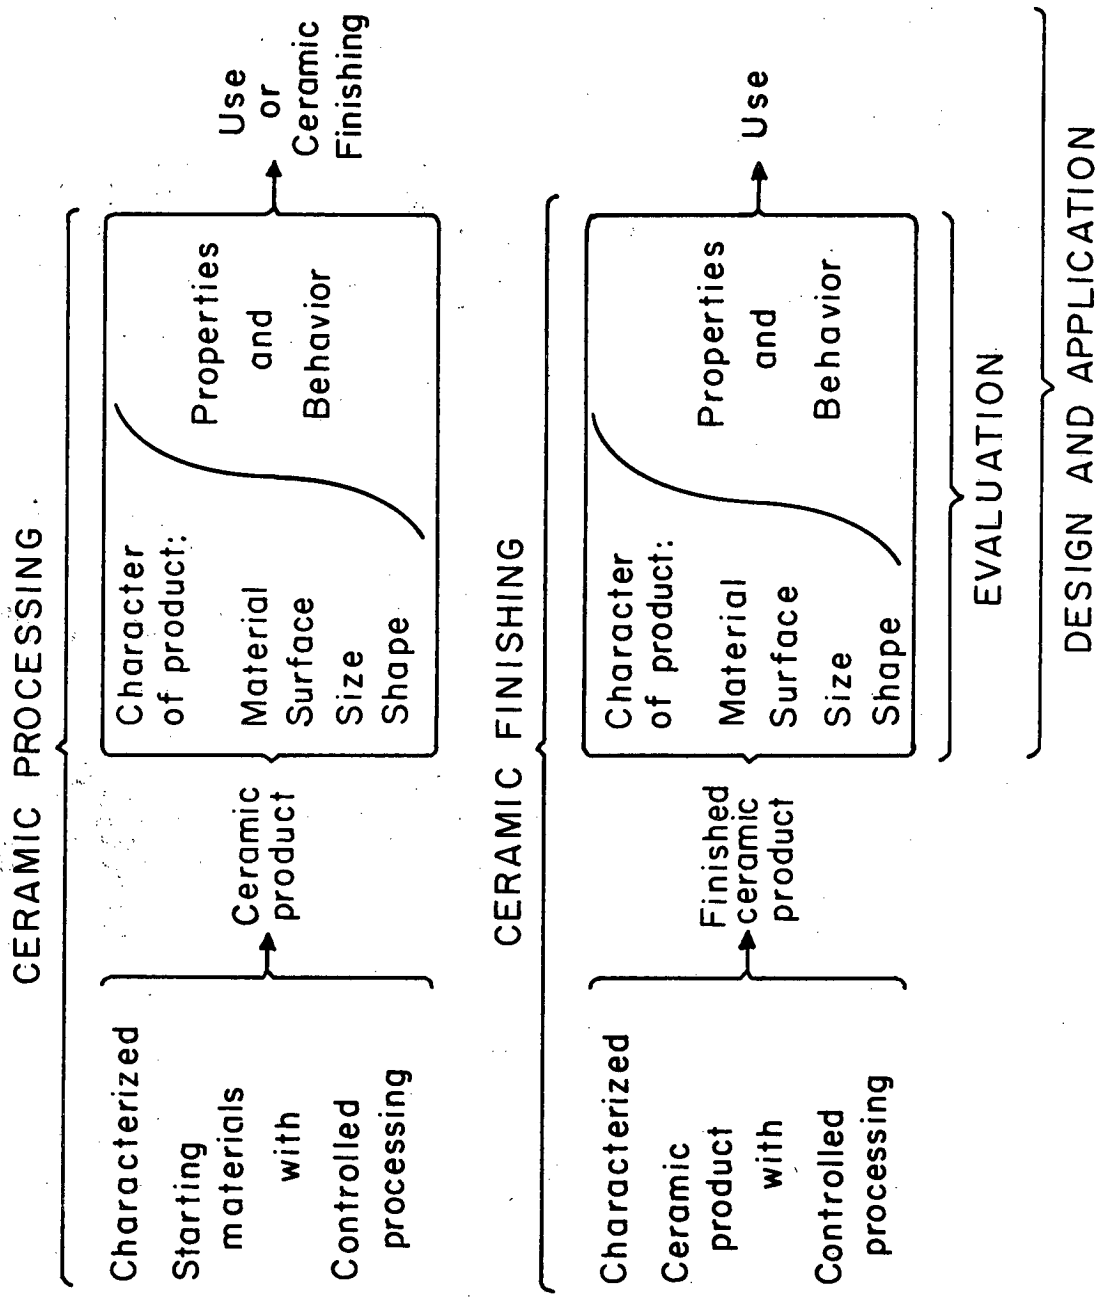 CERAMIC PROCESSING
Characterized
Starting
materials
with
Controlled
processing
Ceramic
product
Character
of product:
Material
Surface
Size
Shape
Properties
and
Behavior
Use
or
Ceramic
Finishing
CERAMIC FINISHING
Characterized
Ceramic
product
with
Controlled
processing
Finished
ceramic
product
Character
of product:
Material
Surface
Size
Shape
Properties
and
Behavior
Use
EVALUATION
DESIGN AND APPLICATION